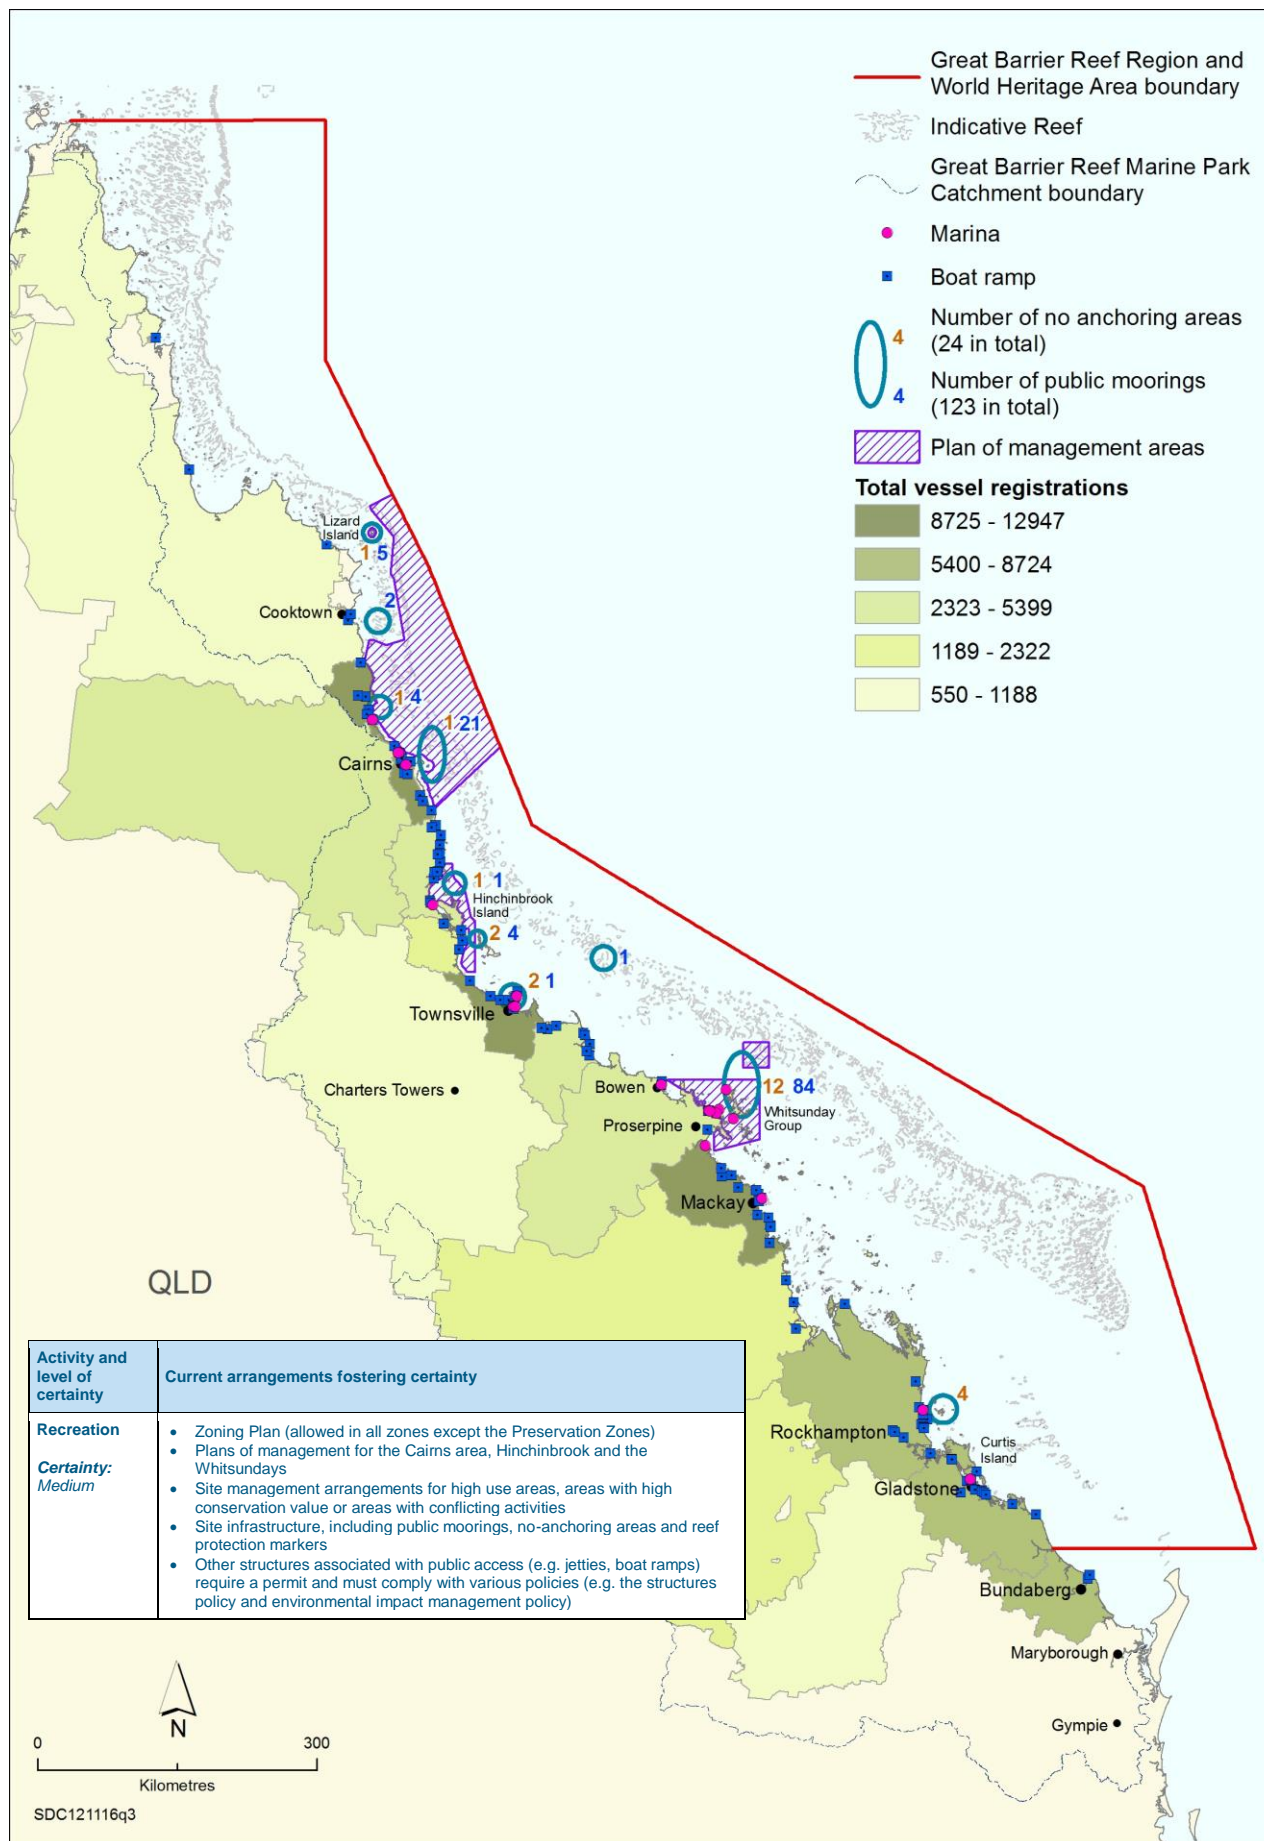 Great Barrier Reef Region and
World Heritage Area boundary
Indicative Reef
Great Barrier Reef Marine Park
Catchment boundary
Marina
Boat ramp
4
Number of no anchoring areas
(24 in total)
4
Number of public moorings
(123 in total)
Plan of management areas
Total vessel registrations
8725 - 12947
5400 - 8724
2323 - 5399
1189 - 2322
550 - 1188
Lizard
Island
1 5
2
Cooktown
1 4
1 21
Cairns
1 1
Hinchinbrook
Island
2 4
1
2 1
Townsville
Charters Towers
Bowen
12 84
Whitsunday
Group
Proserpine
Mackay
QLD
4
Rockhampton
Curtis
Island
Gladstone
Bundaberg
Maryborough
Gympie
Activity and
level of
certainty
Current arrangements fostering certainty
Recreation
Certainty:
Medium
• Zoning Plan (allowed in all zones except the Preservation Zones)
• Plans of management for the Cairns area, Hinchinbrook and the
Whitsundays
• Site management arrangements for high use areas, areas with high
conservation value or areas with conflicting activities
• Site infrastructure, including public moorings, no-anchoring areas and reef
protection markers
• Other structures associated with public access (e.g. jetties, boat ramps)
require a permit and must comply with various policies (e.g. the structures
policy and environmental impact management policy)
N
0 300
Kilometres
SDC121116q3